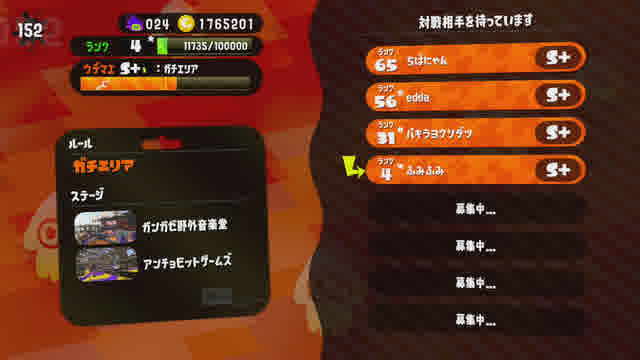 152
024
1765201
ランク 4* 11735/100000
ウデマエ S+1 : ガチエリア
ルール
ガチエリア
ステージ
ガンガゼ野外音楽堂
アンチョビットゲームズ
対戦相手を待っています
ランク 65 ちはにゃん S+
ランク 56* edda S+
ランク 31* バキラヨクソダッ S+
ランク 4* ふみふみ S+
募集中...
募集中...
募集中...
募集中...